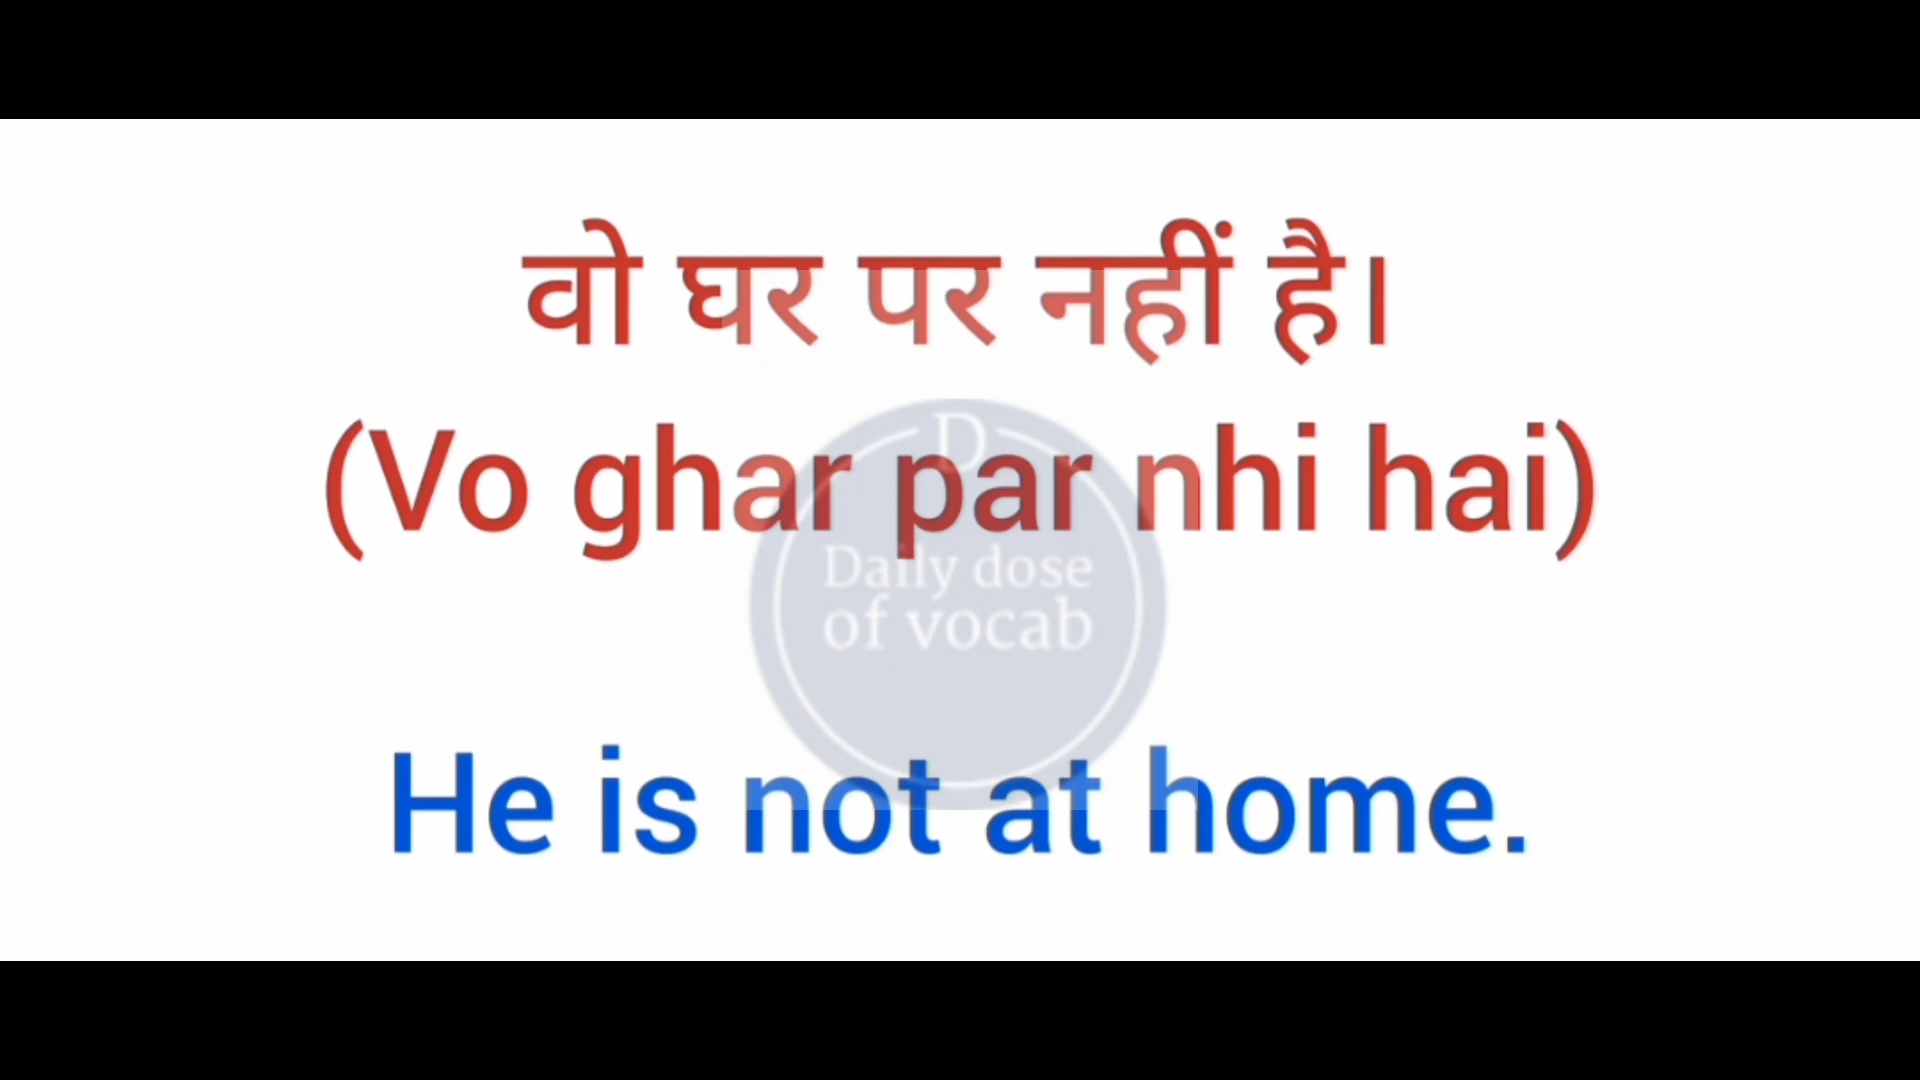 वो घर पर नहीं है।
(Vo ghar par nhi hai)
D
Daily dose
of vocab
He is not at home.